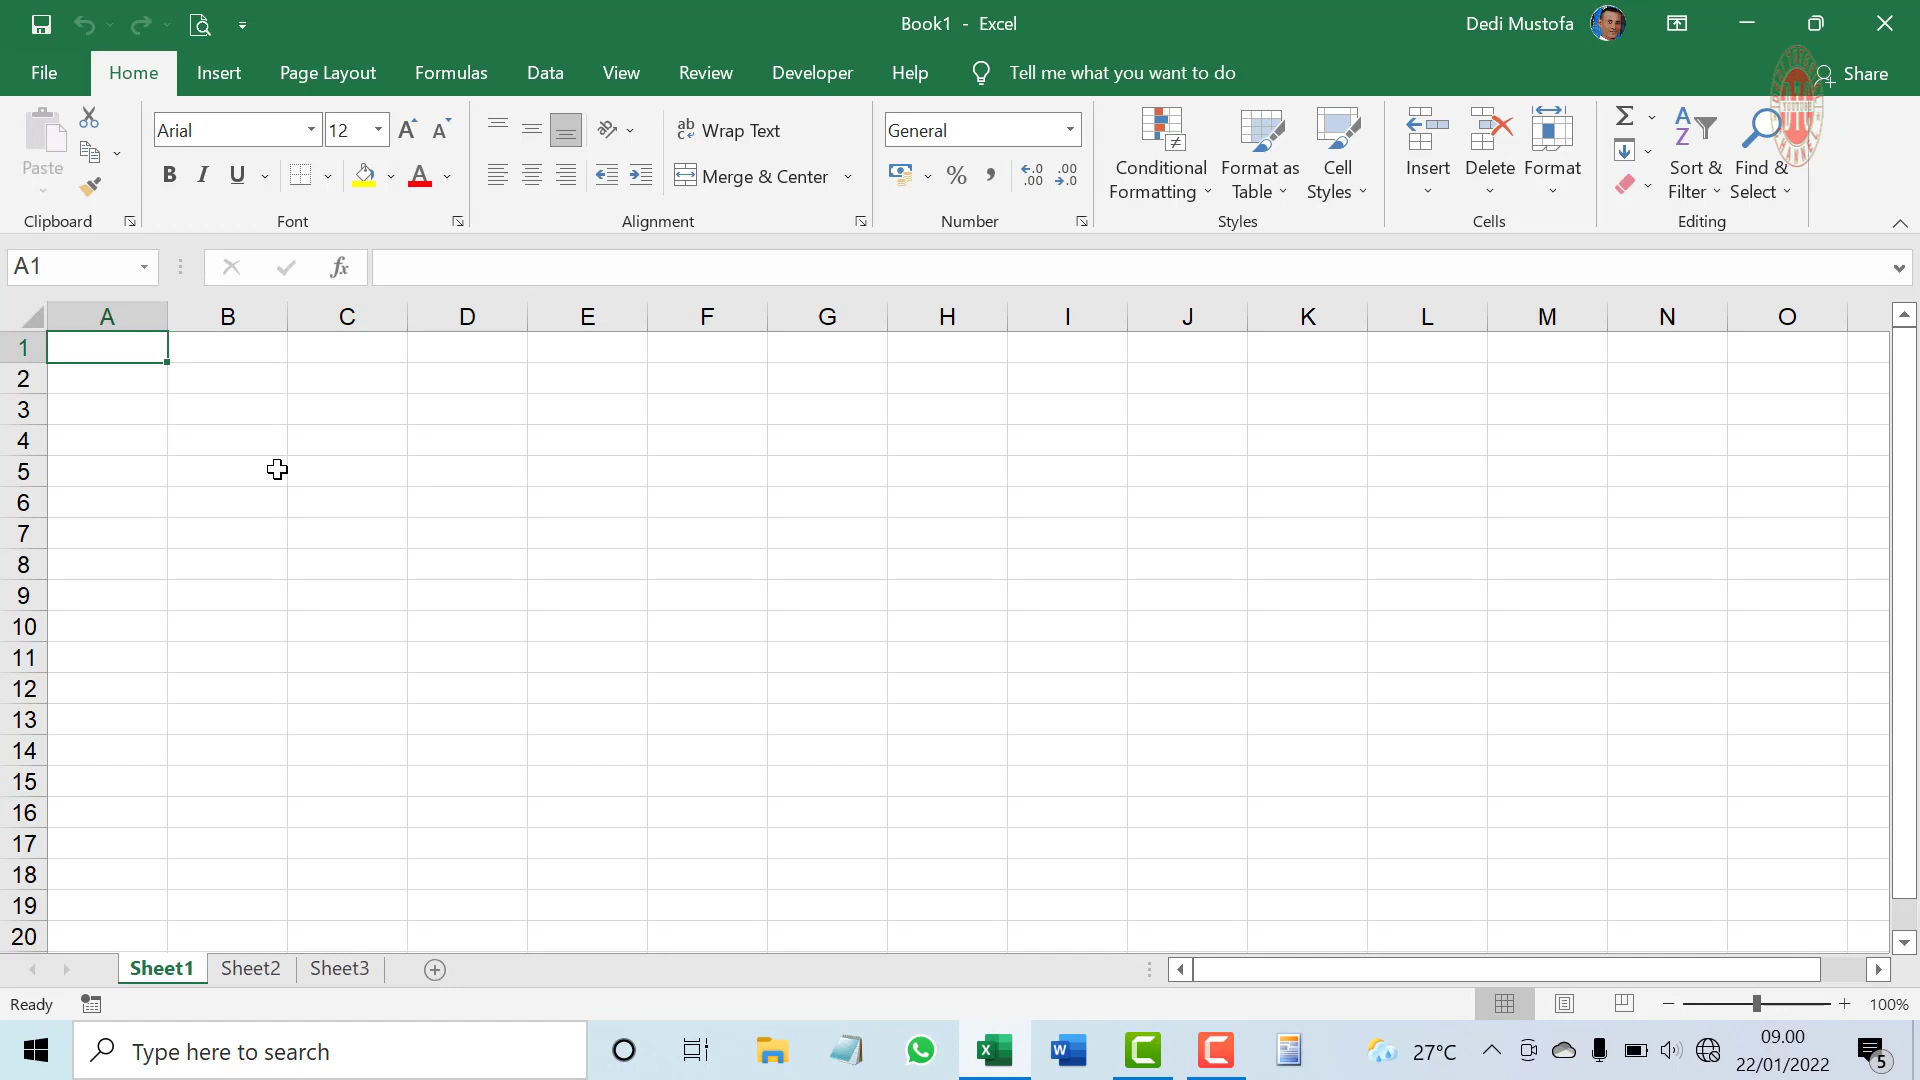 Book1 - Excel
Dedi Mustofa
File Home Insert Page Layout Formulas Data View Review Developer Help Tell me what you want to do
Share
Paste
Clipboard
Arial 12
B I U
Font
ab Wrap Text
Merge & Center
Alignment
General
% ,
Number
Conditional Formatting
Format as Table
Cell Styles
Styles
Insert Delete Format
Cells
Sort & Filter
Find & Select
Editing
A1 fx
A B C D E F G H I J K L M N O
1
2
3
4
5
6
7
8
9
10
11
12
13
14
15
16
17
18
19
20
Sheet1 Sheet2 Sheet3
Ready
100%
Type here to search
27°C
09.00
22/01/2022
5